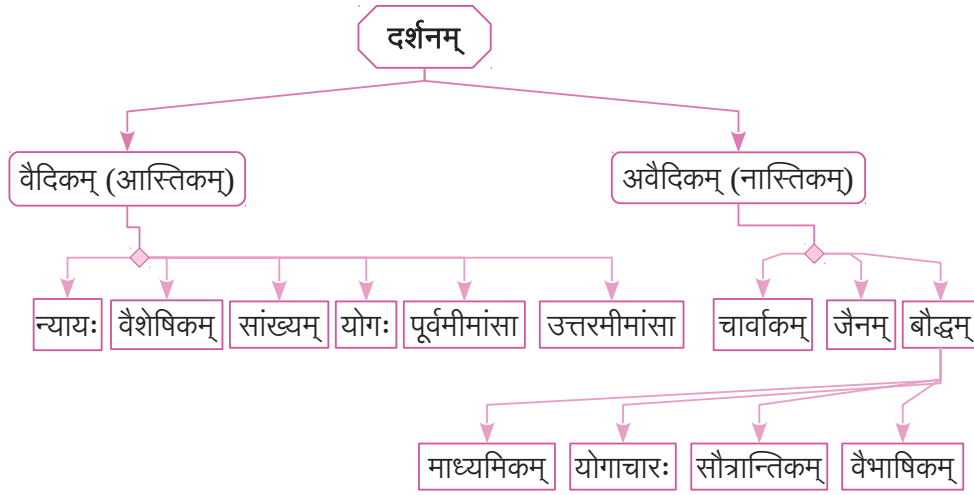 दर्शनम्
वैदिकम् (आस्तिकम्)
अवैदिकम् (नास्तिकम्)
न्यायः
वैशेषिकम्
सांख्यम्
योगः
पूर्वमीमांसा
उत्तरमीमांसा
चार्वाकम्
जैनम्
बौद्धम्
माध्यमिकम्
योगाचारः
सौत्रान्तिकम्
वैभाषिकम्